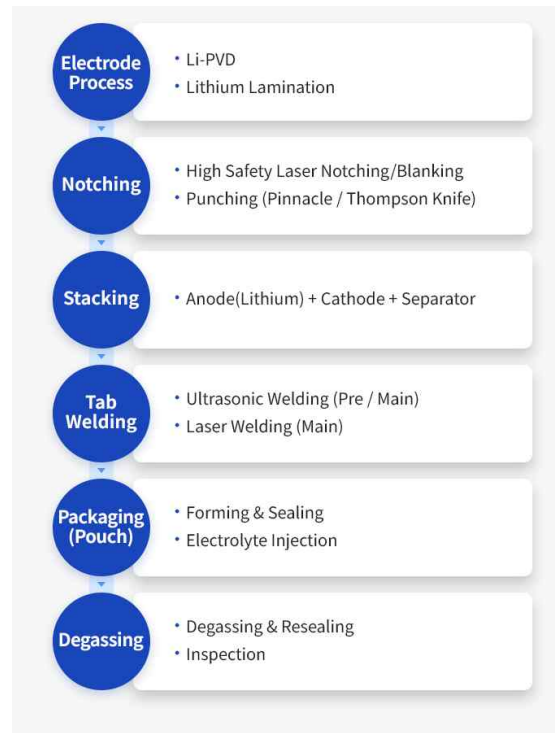 Electrode
Process
• Li-PVD
• Lithium Lamination
Notching
• High Safety Laser Notching/Blanking
• Punching (Pinnacle / Thompson Knife)
Stacking
• Anode(Lithium) + Cathode + Separator
Tab
Welding
• Ultrasonic Welding (Pre / Main)
• Laser Welding (Main)
Packaging
(Pouch)
• Forming & Sealing
• Electrolyte Injection
Degassing
• Degassing & Resealing
• Inspection